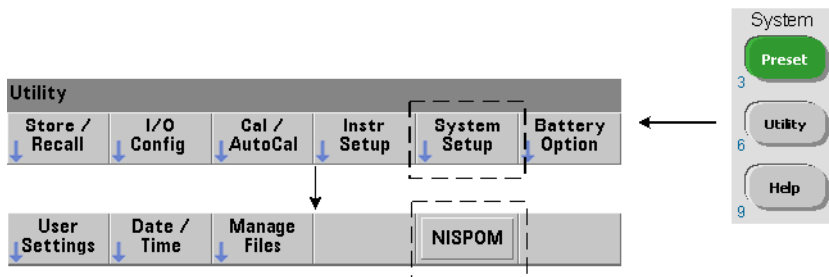 System
Preset
3
Utility
6
Help
9
Utility
Store / Recall
I/O Config
Cal / AutoCal
Instr Setup
System Setup
Battery Option
User Settings
Date / Time
Manage Files
NISPOM